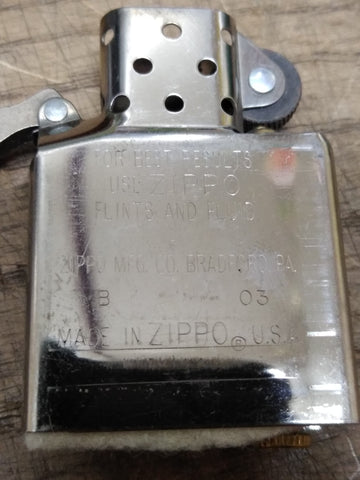 FOR BEST RESULTS
USE ZIPPO
FLINTS AND FLUID
ZIPPO MFG. CO. BRADFORD PA.
B 03
MADE IN ZIPPO ® U.S.A.